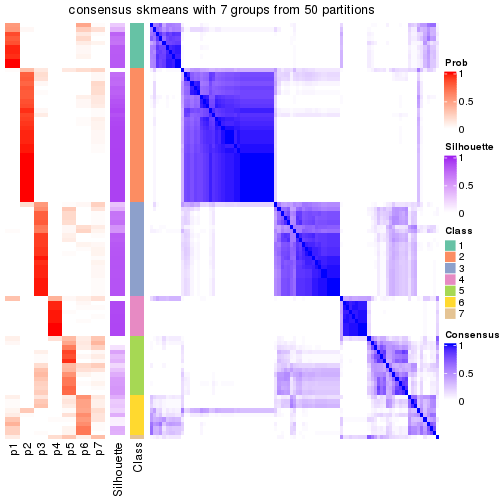 consensus skmeans with 7 groups from 50 partitions
Prob
1
0.5
0
Silhouette
1
0.5
0
Class
1
2
3
4
5
6
7
Consensus
1
0.5
0
p1
p2
p3
p4
p5
p6
p7
Silhouette
Class